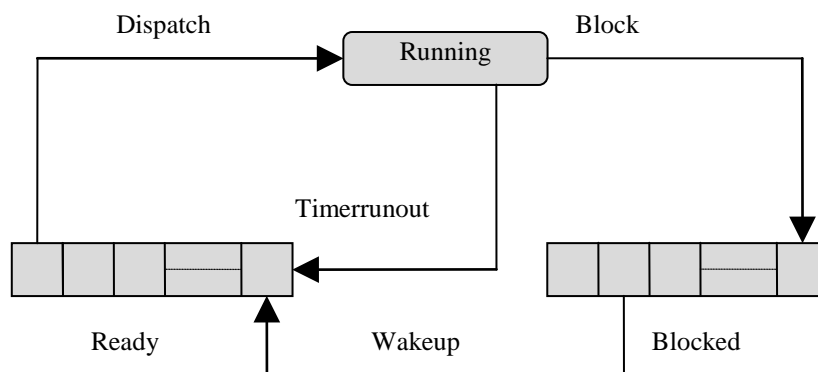 Dispatch
Block
Running
Timerrunout
Ready
Wakeup
Blocked